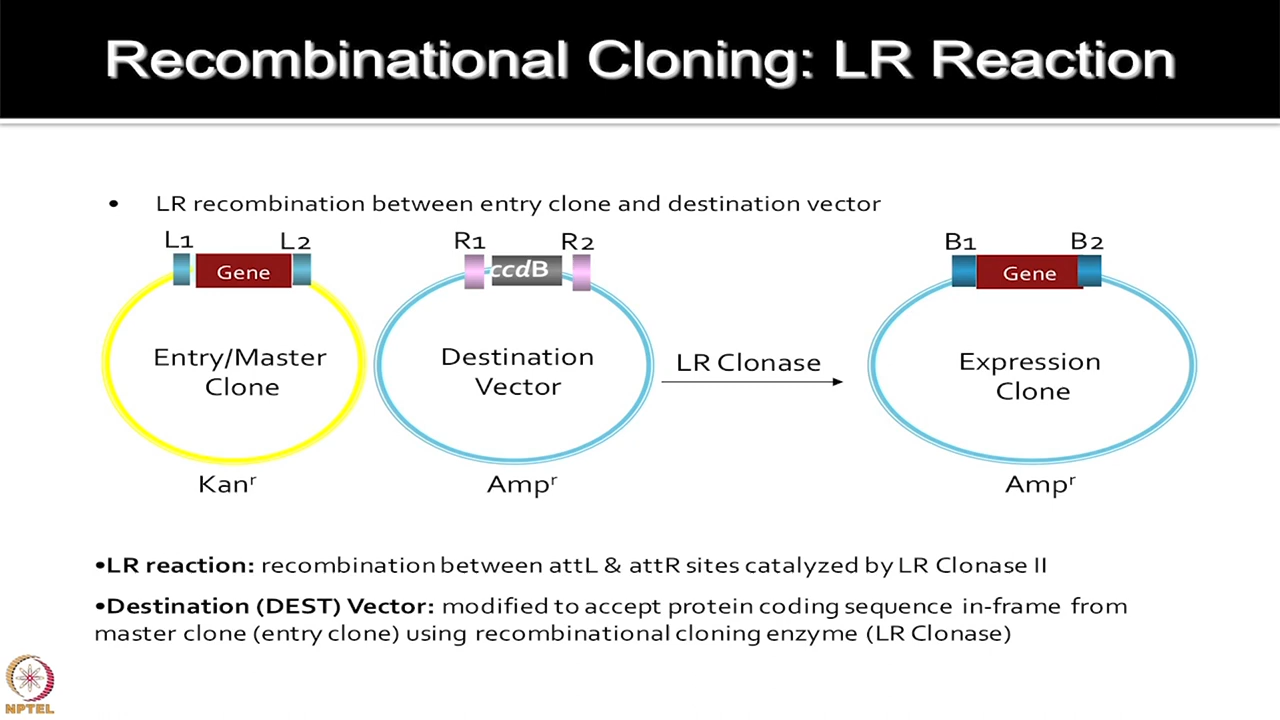 Recombinational Cloning: LR Reaction
• LR recombination between entry clone and destination vector
L1 L2 R1 R2 B1 B2
Gene ccdB Gene
Entry/Master
Clone
Destination
Vector
LR Clonase
Expression
Clone
Kanʳ Ampʳ Ampʳ
•LR reaction: recombination between attL & attR sites catalyzed by LR Clonase II
•Destination (DEST) Vector: modified to accept protein coding sequence in-frame from
master clone (entry clone) using recombinational cloning enzyme (LR Clonase)
NPTEL